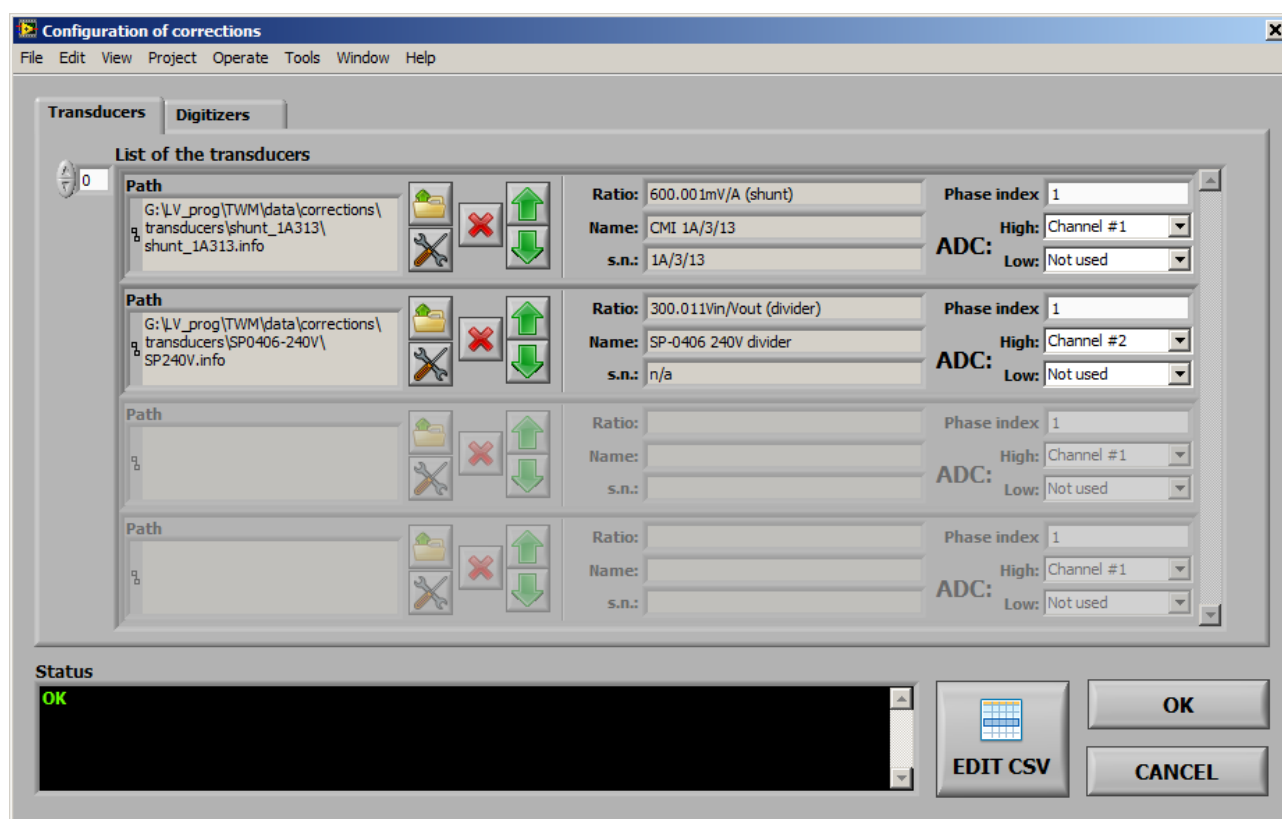 Configuration of corrections
File Edit View Project Operate Tools Window Help
Transducers Digitizers
List of the transducers
0
Path
G:\LV_prog\TWM\data\corrections\
transducers\shunt_1A313\
shunt_1A313.info
Ratio: 600.001mV/A (shunt)
Name: CMI 1A/3/13
s.n.: 1A/3/13
Phase index 1
ADC:
High: Channel #1
Low: Not used
Path
G:\LV_prog\TWM\data\corrections\
transducers\SP0406-240V\
SP240V.info
Ratio: 300.011Vin/Vout (divider)
Name: SP-0406 240V divider
s.n.: n/a
Phase index 1
ADC:
High: Channel #2
Low: Not used
Path
Ratio:
Name:
s.n.:
Phase index 1
ADC:
High: Channel #1
Low: Not used
Path
Ratio:
Name:
s.n.:
Phase index 1
ADC:
High: Channel #1
Low: Not used
Status
OK
EDIT CSV
OK
CANCEL